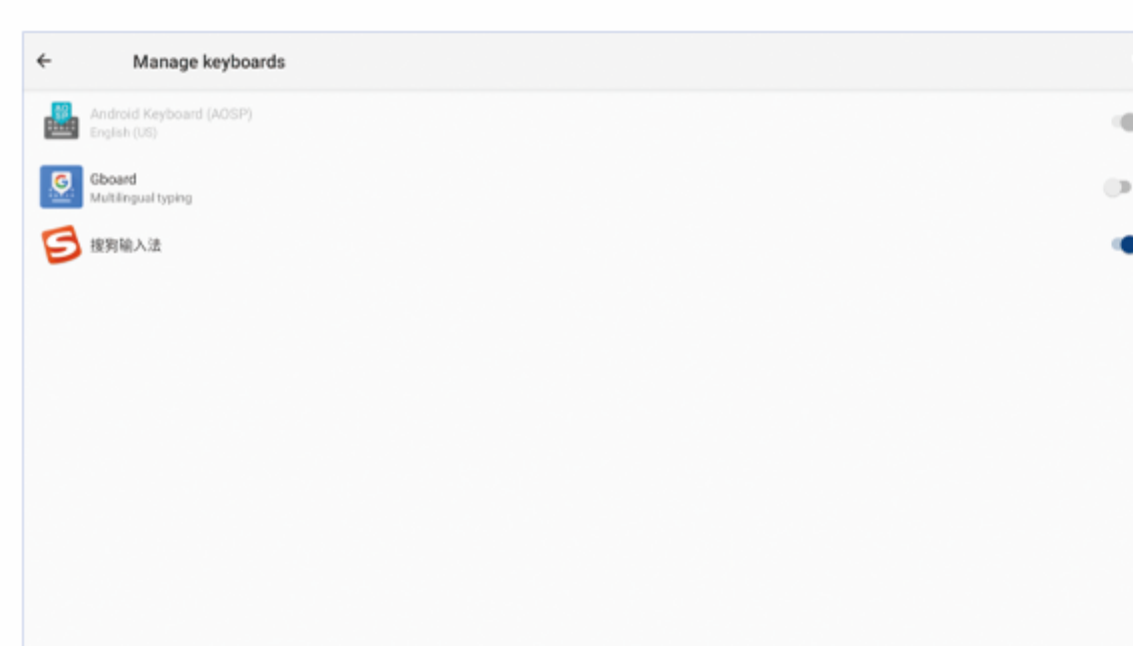 Manage keyboards
Android Keyboard (AOSP)
English (US)
Gboard
Multilingual typing
搜狗输入法